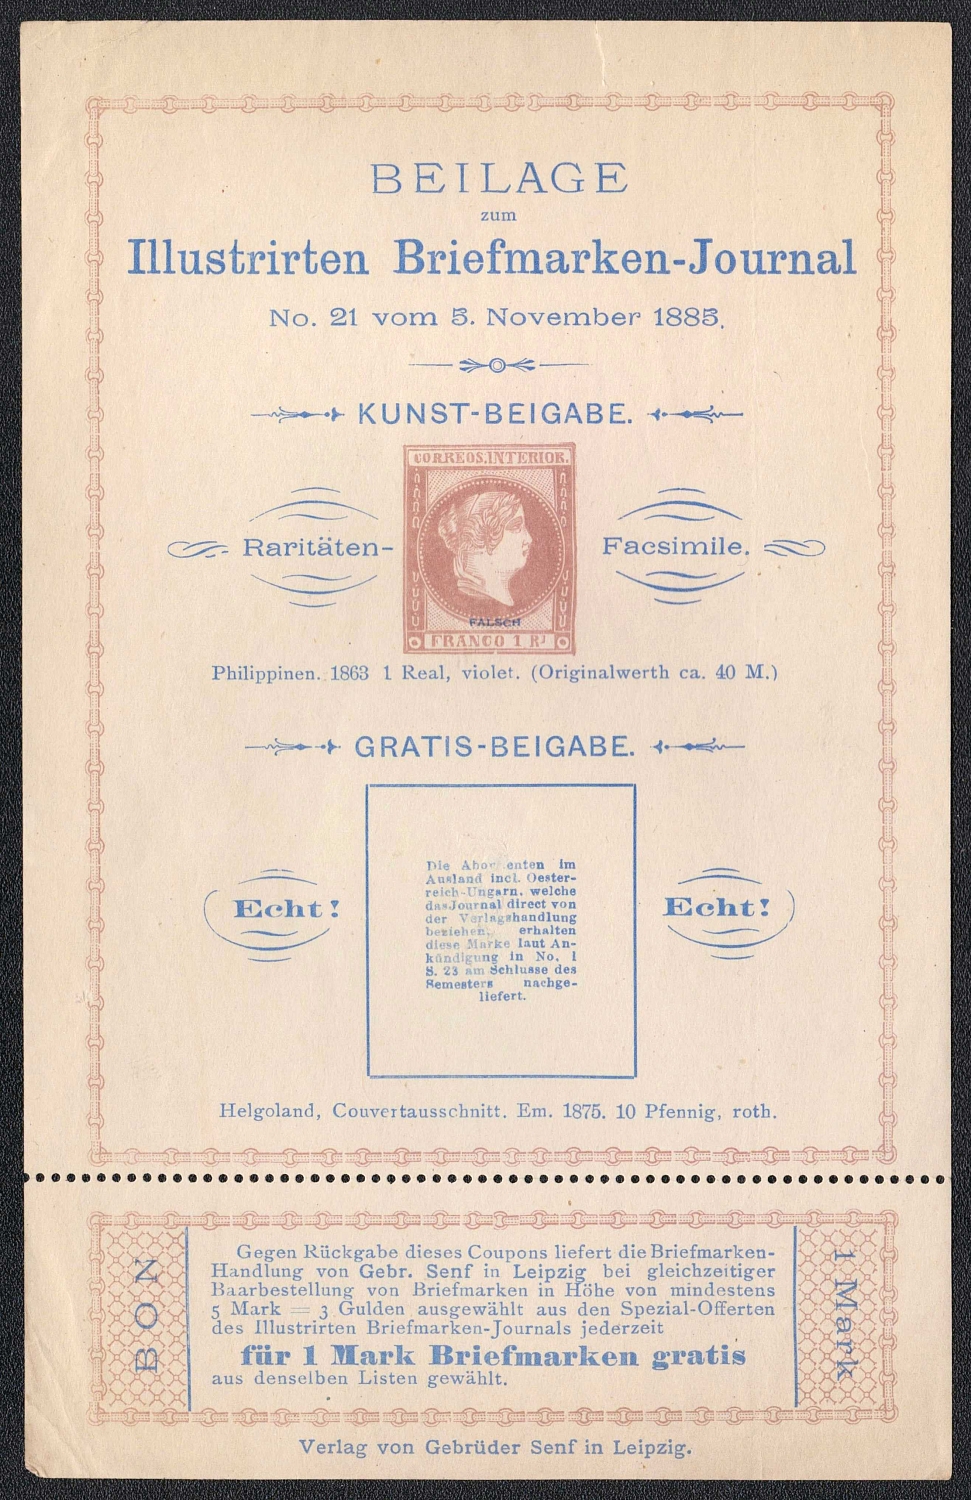 BEILAGE
zum
Illustrirten Briefmarken-Journal
No. 21 vom 5. November 1885.
KUNST-BEIGABE.
CORREOS.INTERIOR.
Raritäten- Facsimile.
FALSCH
FRANCO 1 Rl
Philippinen. 1863 1 Real, violet. (Originalwerth ca. 40 M.)
GRATIS-BEIGABE.
Echt! Echt!
Die Abonenten im
Ausland incl. Oester-
reich-Ungarn, welche
das Journal direct von
der Verlagshandlung
beziehen, erhalten
diese Marke laut An-
kündigung in No. 1
S. 23 am Schlusse des
Semesters nachge-
liefert.
Helgoland, Couvertausschnitt. Em. 1875. 10 Pfennig, roth.
BON
Gegen Rückgabe dieses Coupons liefert die Briefmarken-
Handlung von Gebr. Senf in Leipzig bei gleichzeitiger
Baarbestellung von Briefmarken in Höhe von mindestens
5 Mark = 3 Gulden ausgewählt aus den Spezial-Offerten
des Illustrirten Briefmarken-Journals jederzeit
für 1 Mark Briefmarken gratis
aus denselben Listen gewählt.
1 Mark
Verlag von Gebrüder Senf in Leipzig.